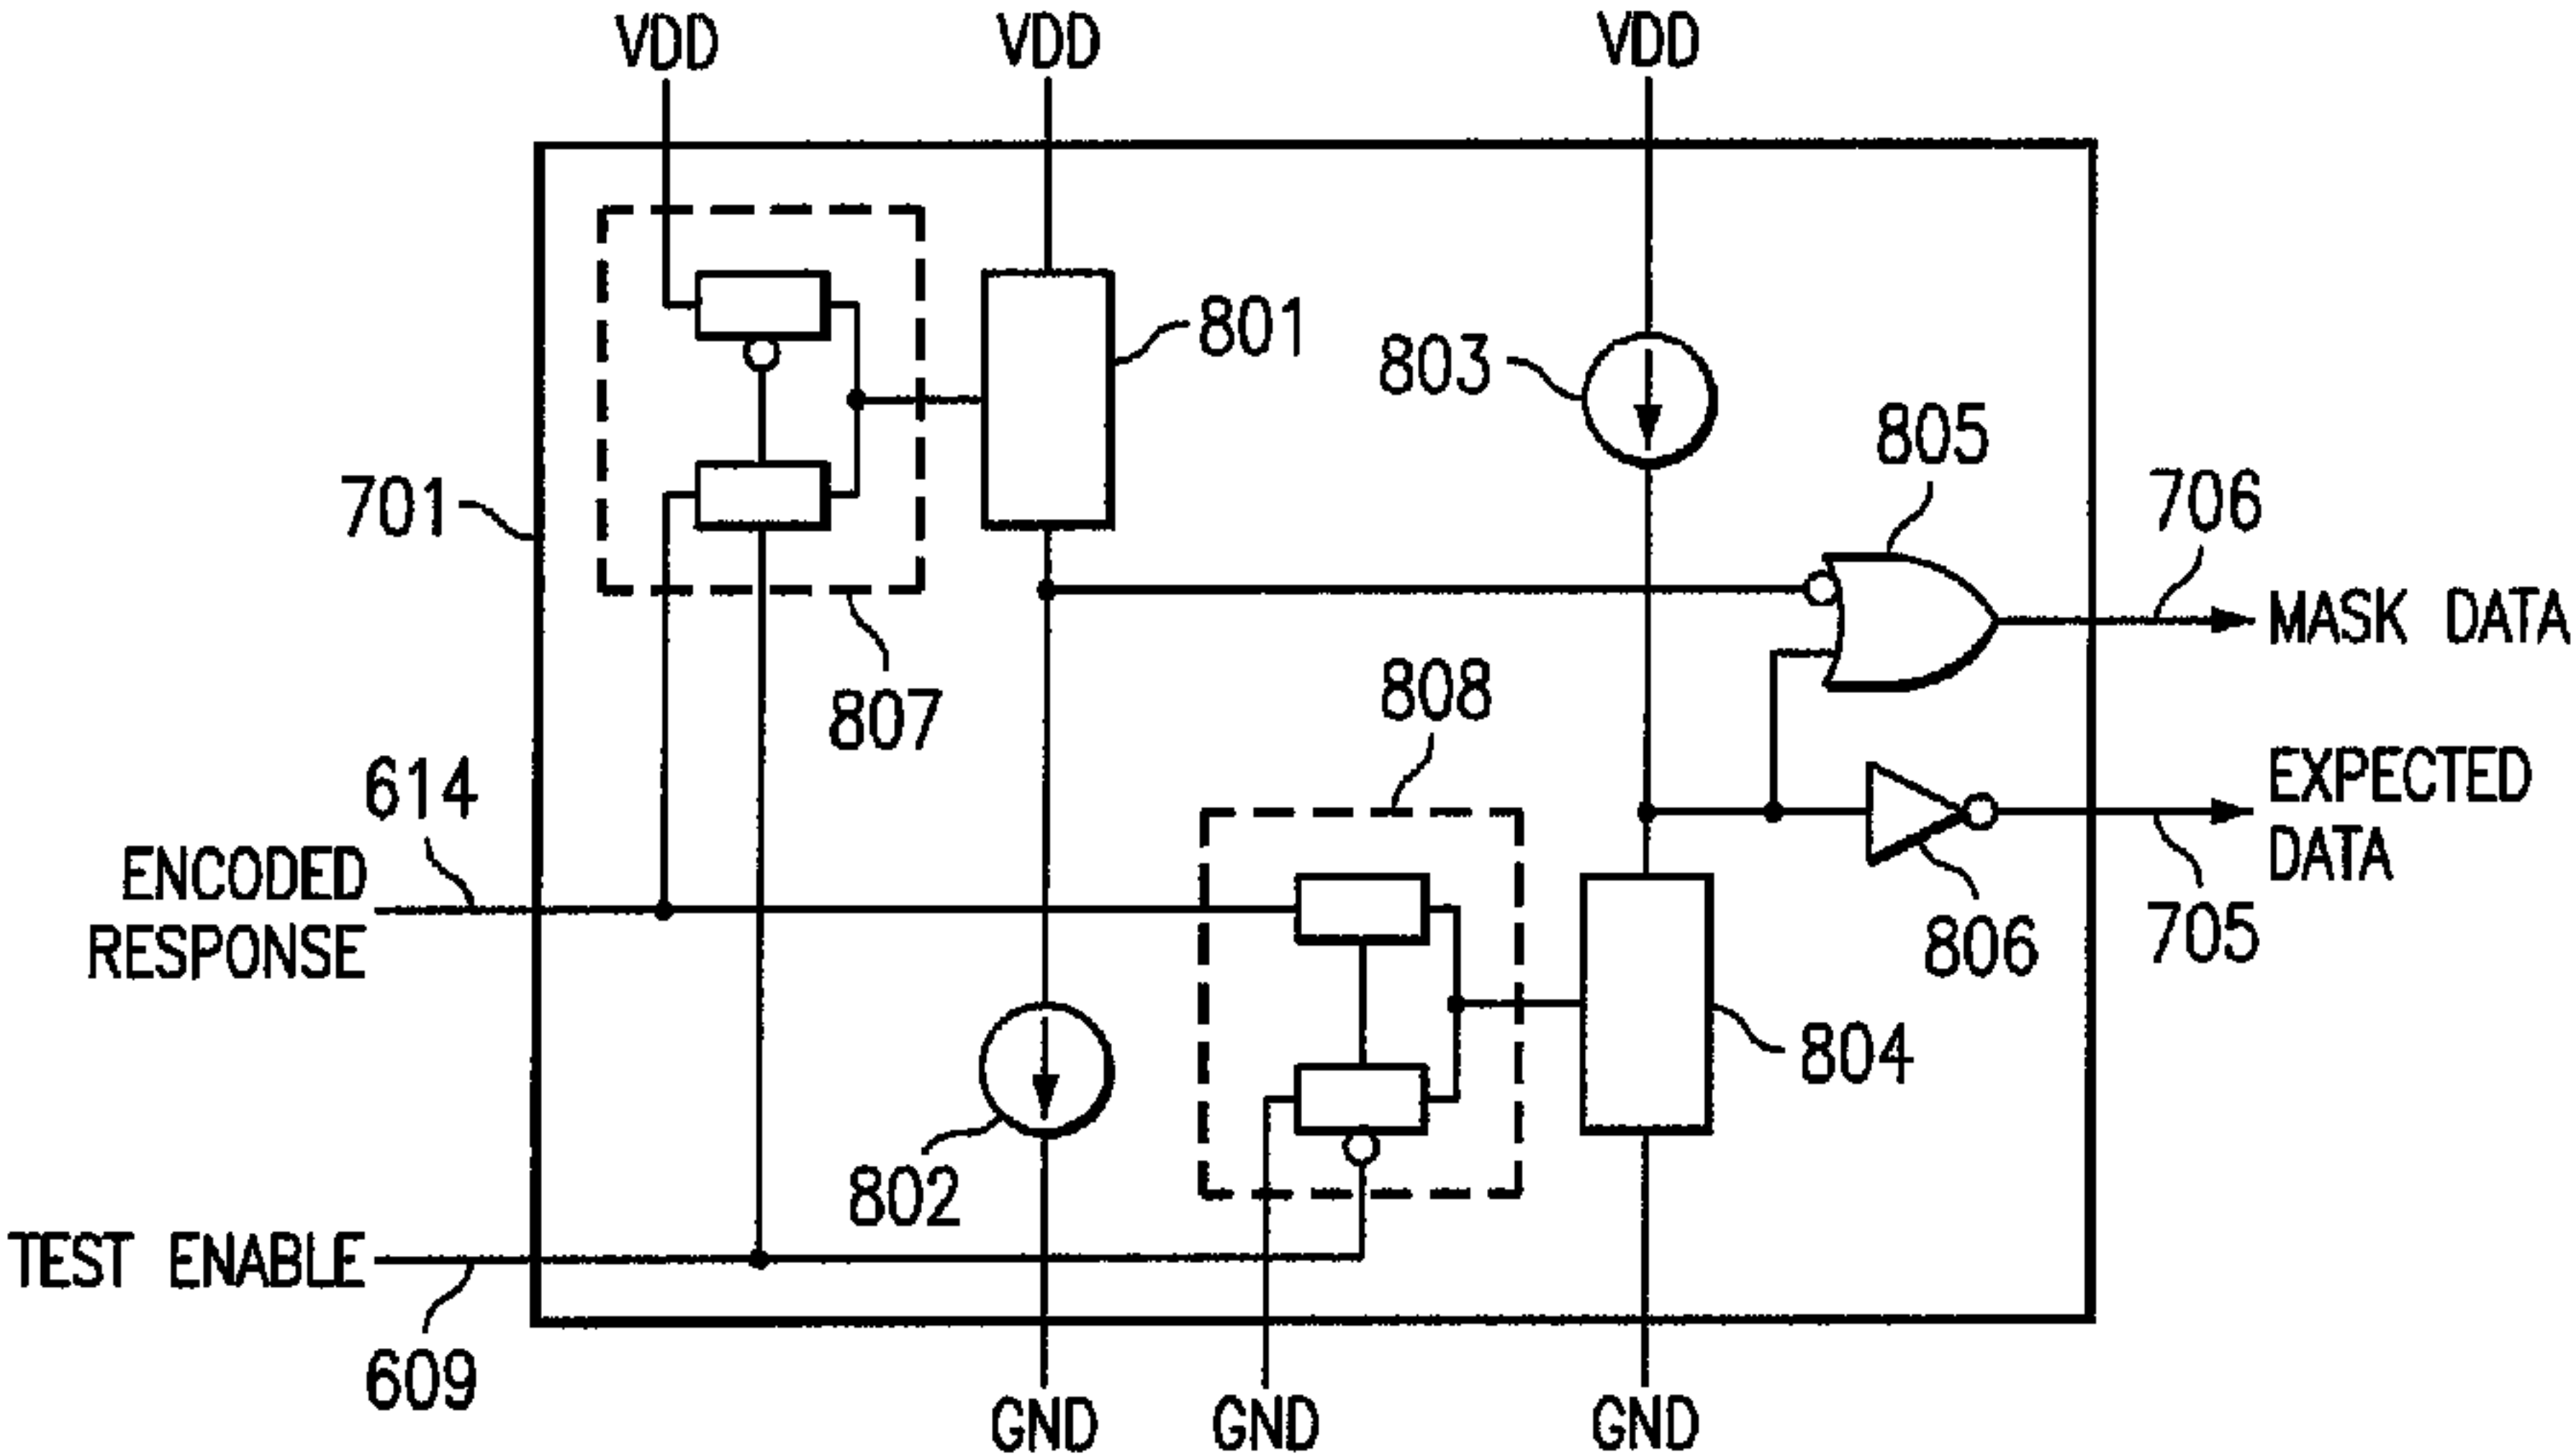 VDD VDD VDD
801
803
805
701
706
MASK DATA
807
808
614
EXPECTED
DATA
ENCODED
RESPONSE
806
705
804
802
TEST ENABLE
609
GND GND GND